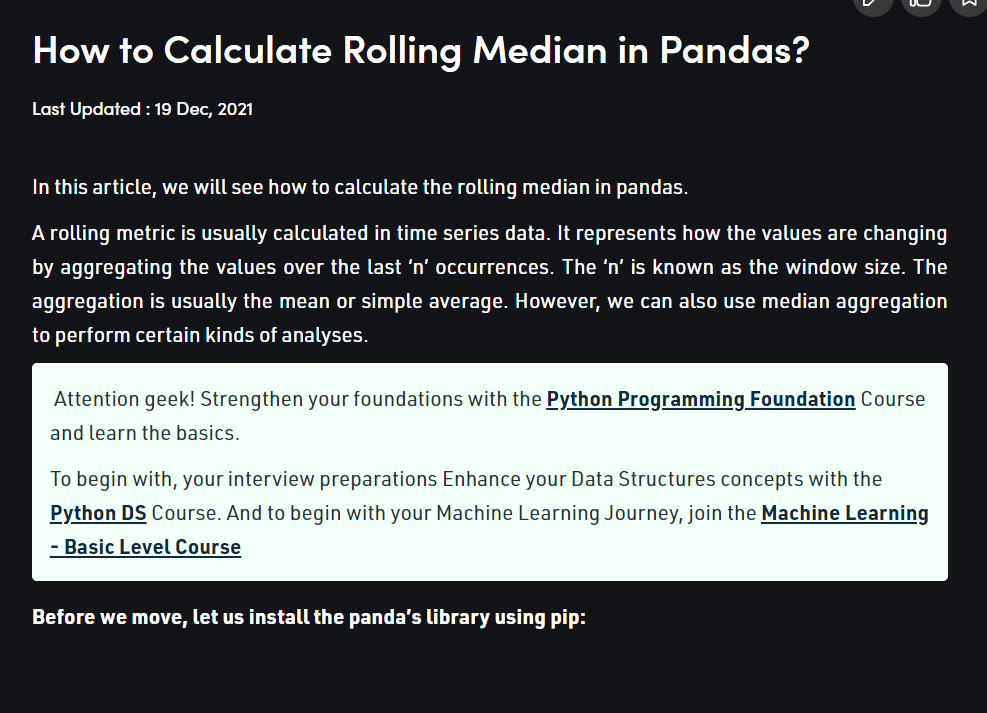 How to Calculate Rolling Median in Pandas?
Last Updated : 19 Dec, 2021
In this article, we will see how to calculate the rolling median in pandas.
A rolling metric is usually calculated in time series data. It represents how the values are changing
by aggregating the values over the last ‘n’ occurrences. The ‘n’ is known as the window size. The
aggregation is usually the mean or simple average. However, we can also use median aggregation
to perform certain kinds of analyses.
Attention geek! Strengthen your foundations with the Python Programming Foundation Course
and learn the basics.
To begin with, your interview preparations Enhance your Data Structures concepts with the
Python DS Course. And to begin with your Machine Learning Journey, join the Machine Learning
- Basic Level Course
Before we move, let us install the panda’s library using pip: